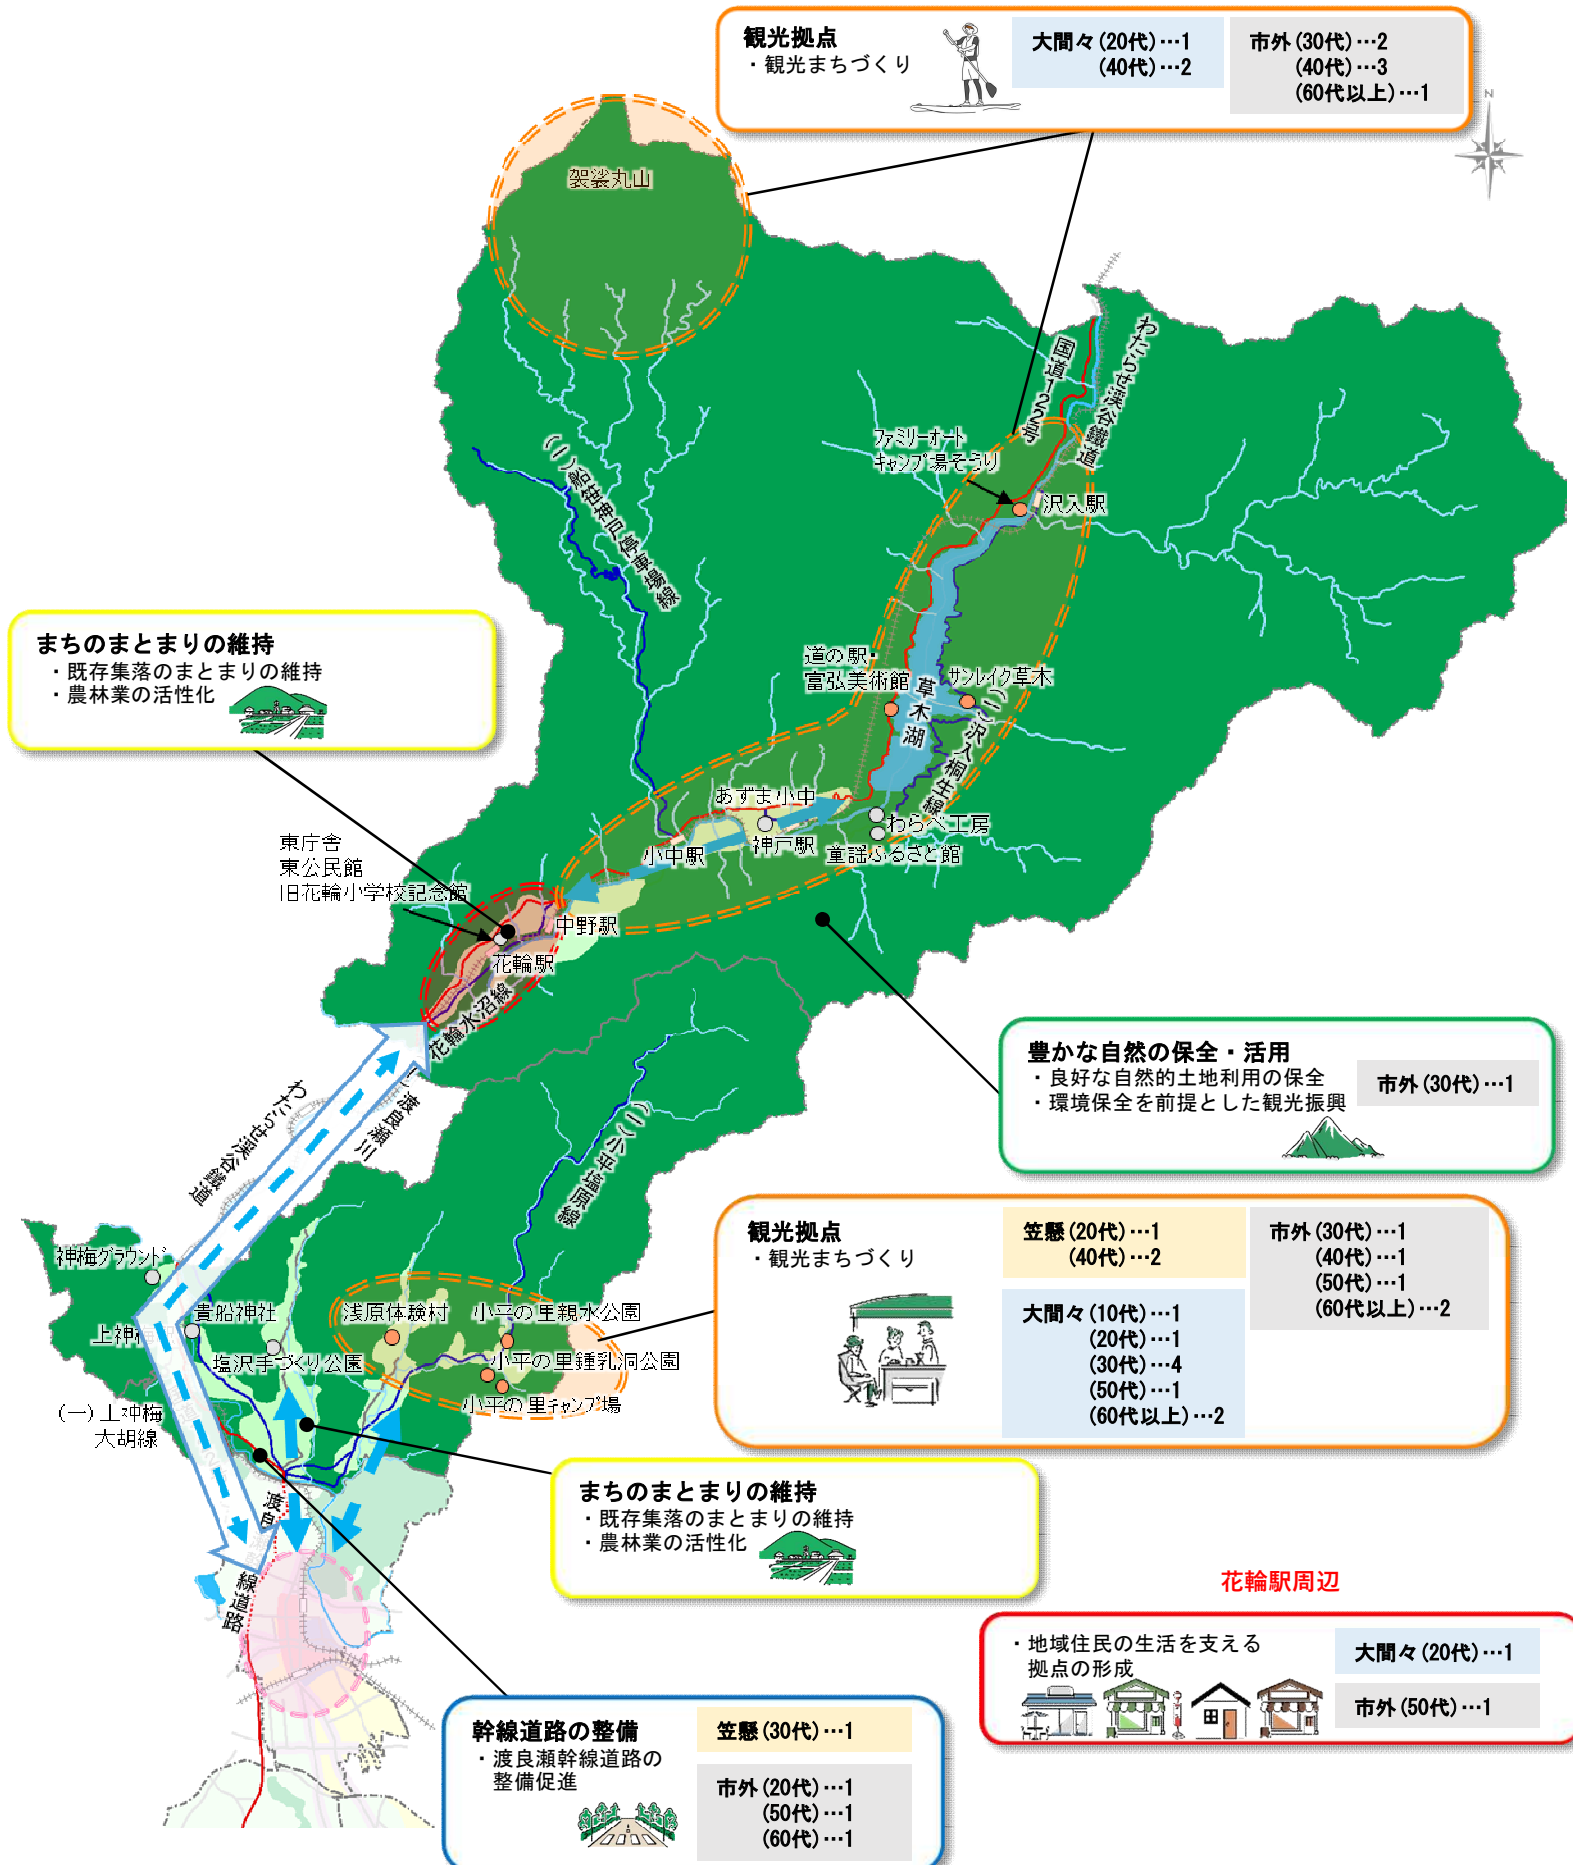 観光拠点
・観光まちづくり
大間々(20代)…1
(40代)…2
市外(30代)…2
(40代)…3
(60代以上)…1
N
袈裟丸山
国道122号
わたらせ渓谷鐵道
ファミリーオート
キャンプ場そうり
沢入駅
(一)船笹神戸停車場線
まちのまとまりの維持
・既存集落のまとまりの維持
・農林業の活性化
道の駅・
富弘美術館
サンレイク草木
草木湖
(一)沢入桐生線
あずま小中
わらべ工房
神戸駅
小中駅
童謡ふるさと館
東庁舎
東公民館
旧花輪小学校記念館
中野駅
花輪駅
花輪水沼線
豊かな自然の保全・活用
・良好な自然的土地利用の保全
・環境保全を前提とした観光振興
市外(30代)…1
わたらせ渓谷鐵道
渡良瀬川
(一)小平塩原線
観光拠点
・観光まちづくり
笠懸(20代)…1
(40代)…2
大間々(10代)…1
(20代)…1
(30代)…4
(50代)…1
(60代以上)…2
市外(30代)…1
(40代)…1
(50代)…1
(60代以上)…2
神梅グラウンド
貴船神社
上神梅
塩沢手づくり公園
浅原体験村
小平の里親水公園
小平の里鍾乳洞公園
小平の里キャンプ場
(一)上神梅
大胡線
まちのまとまりの維持
・既存集落のまとまりの維持
・農林業の活性化
渡良
線道路
花輪駅周辺
・地域住民の生活を支える
拠点の形成
大間々(20代)…1
市外(50代)…1
幹線道路の整備
・渡良瀬幹線道路の
整備促進
笠懸(30代)…1
市外(20代)…1
(50代)…1
(60代)…1